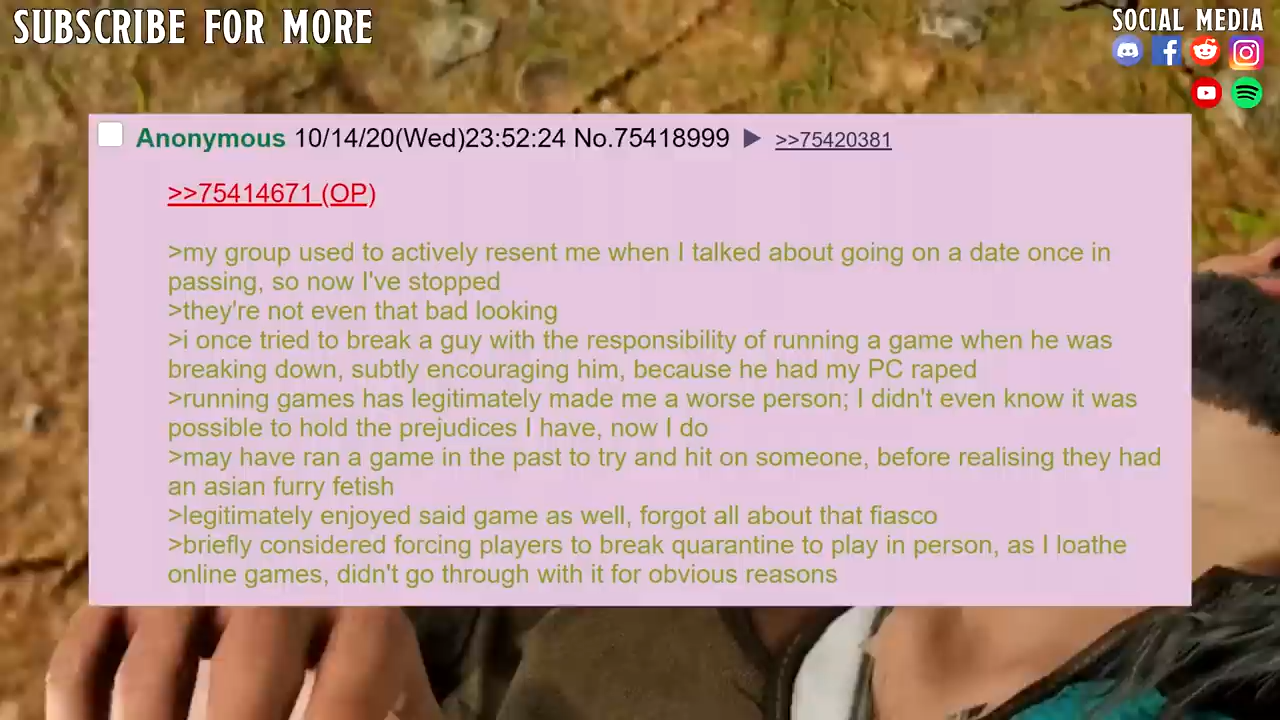 SUBSCRIBE FOR MORE
SOCIAL MEDIA
Anonymous 10/14/20(Wed)23:52:24 No.75418999 ▶ >>75420381
>>75414671 (OP)
>my group used to actively resent me when I talked about going on a date once in
passing, so now I've stopped
>they're not even that bad looking
>i once tried to break a guy with the responsibility of running a game when he was
breaking down, subtly encouraging him, because he had my PC raped
>running games has legitimately made me a worse person; I didn't even know it was
possible to hold the prejudices I have, now I do
>may have ran a game in the past to try and hit on someone, before realising they had
an asian furry fetish
>legitimately enjoyed said game as well, forgot all about that fiasco
>briefly considered forcing players to break quarantine to play in person, as I loathe
online games, didn't go through with it for obvious reasons